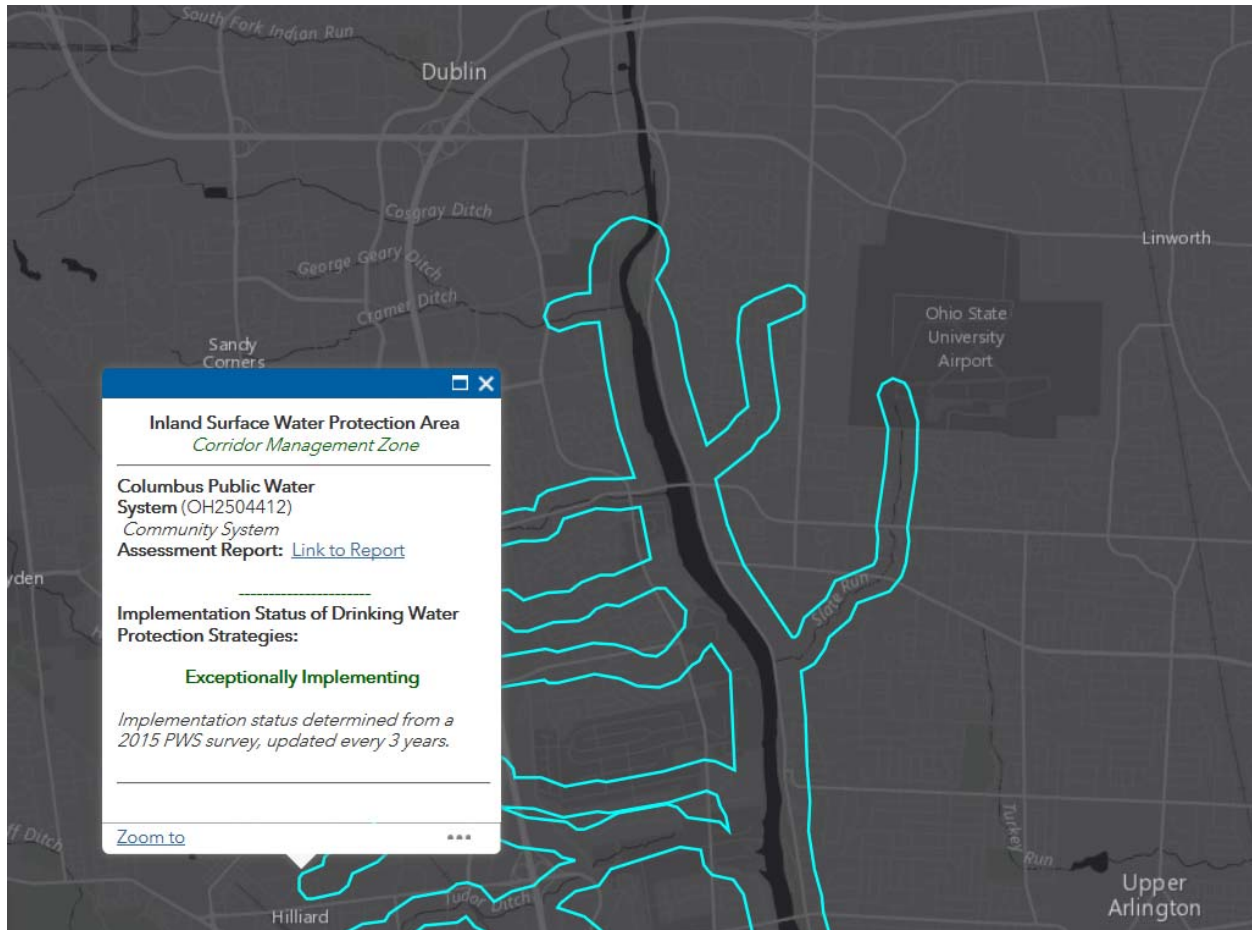 South Fork Indian Run
Dublin
Cosgray Ditch
Linworth
George Geary Ditch
Cramer Ditch
Ohio State
University
Airport
Sandy
Corners
Inland Surface Water Protection Area
Corridor Management Zone
Columbus Public Water
System (OH2504412)
Community System
Assessment Report: Link to Report
----------------------
Implementation Status of Drinking Water
Protection Strategies:
Exceptionally Implementing
Implementation status determined from a
2015 PWS survey, updated every 3 years.
Zoom to
Slate Run
Turkey Run
Tudor Ditch
Hilliard
Upper
Arlington